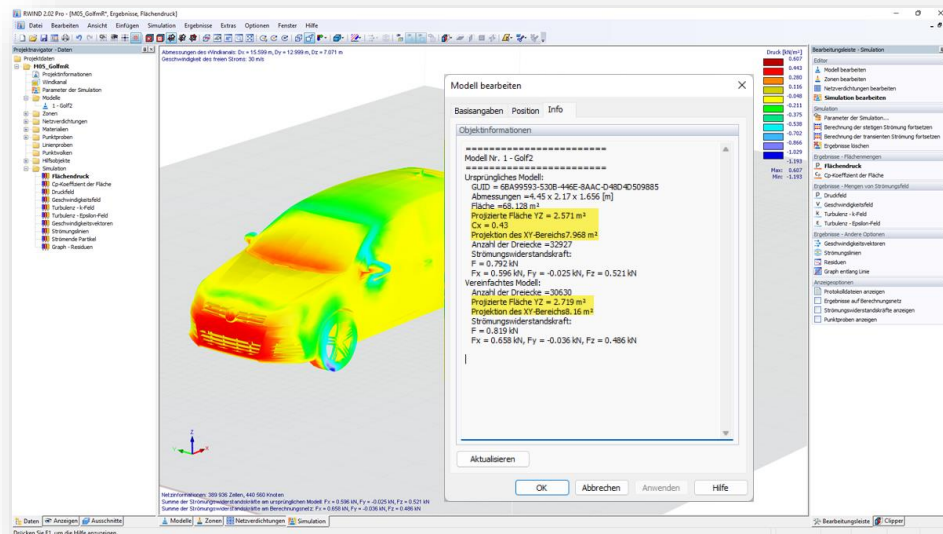 RWIND 2.02 Pro - [M05_GolfmR*, Ergebnisse, Flächendruck]
Datei Bearbeiten Ansicht Einfügen Simulation Ergebnisse Extras Optionen Fenster Hilfe
Projektnavigator - Daten
Projektdaten
M05_GolfmR
Projektinformationen
Windkanal
Parameter der Simulation
Modelle
1 - Golf2
Zonen
Netzverdichtungen
Materialien
Punktproben
Linienproben
Punktwolken
Hilfsobjekte
Simulation
Flächendruck
Cp-Koeffizient der Fläche
Druckfeld
Geschwindigkeitsfeld
Turbulenz - k-Feld
Turbulenz - Epsilon-Feld
Geschwindigkeitsvektoren
Strömungslinien
Strömende Partikel
Graph - Residuen
Abmessungen des Windkanals: Dx = 15.599 m, Dy = 12.999 m, Dz = 7.071 m
Geschwindigkeit des freien Stroms: 30 m/s
Druck [kN/m²]
0.607
0.443
0.280
0.116
-0.048
-0.211
-0.375
-0.538
-0.702
-0.866
-1.029
-1.193
Max: 0.607
Min: -1.193
Modell bearbeiten
Basisangaben Position Info
Objektinformationen
=========================
Modell Nr. 1 - Golf2
=========================
Ursprüngliches Modell:
GUID = 6BA99593-530B-446E-8AAC-D48D4D509885
Abmessungen =4.45 x 2.17 x 1.656 [m]
Fläche =68.128 m²
Projizierte Fläche YZ = 2.571 m²
Cx = 0.43
Projektion des XY-Bereichs7.968 m²
Anzahl der Dreiecke =32927
Strömungswiderstandskraft:
F = 0.792 kN
Fx = 0.596 kN, Fy = -0.025 kN, Fz = 0.521 kN
Vereinfachtes Modell:
Anzahl der Dreiecke =30630
Projizierte Fläche YZ = 2.719 m²
Projektion des XY-Bereichs8.16 m²
Strömungswiderstandskraft:
F = 0.819 kN
Fx = 0.658 kN, Fy = -0.036 kN, Fz = 0.486 kN
Aktualisieren
OK Abbrechen Anwenden Hilfe
Bearbeitungsleiste - Simulation
Editor
Modell bearbeiten
Zonen bearbeiten
Netzverdichtungen bearbeiten
Simulation bearbeiten
Simulation
Parameter der Simulation...
Berechnung der stetigen Strömung fortsetzen
Berechnung der transienten Strömung fortsetzen
Ergebnisse löschen
Ergebnisse - Flächenmengen
Flächendruck
Cp-Koeffizient der Fläche
Ergebnisse - Mengen von Strömungsfeld
Druckfeld
Geschwindigkeitsfeld
Turbulenz - k-Feld
Turbulenz - Epsilon-Feld
Ergebnisse - Andere Optionen
Geschwindigkeitsvektoren
Strömungslinien
Residuen
Graph entlang Linie
Anzeigeoptionen
Protokolldateien anzeigen
Ergebnisse auf Berechnungsnetz
Strömungswiderstandskräfte anzeigen
Punktproben anzeigen
Z
Y X
Netzinformationen: 389 936 Zellen, 440 560 Knoten
Summe der Strömungswiderstandskräfte am ursprünglichen Modell: Fx = 0.596 kN, Fy = -0.025 kN, Fz = 0.521 kN
Summe der Strömungswiderstandskräfte am Berechnungsnetz: Fx = 0.658 kN, Fy = -0.036 kN, Fz = 0.486 kN
Daten Anzeigen Ausschnitte
Modelle Zonen Netzverdichtungen Simulation
Bearbeitungsleiste Clipper
Drücken Sie F1, um die Hilfe anzuzeigen.